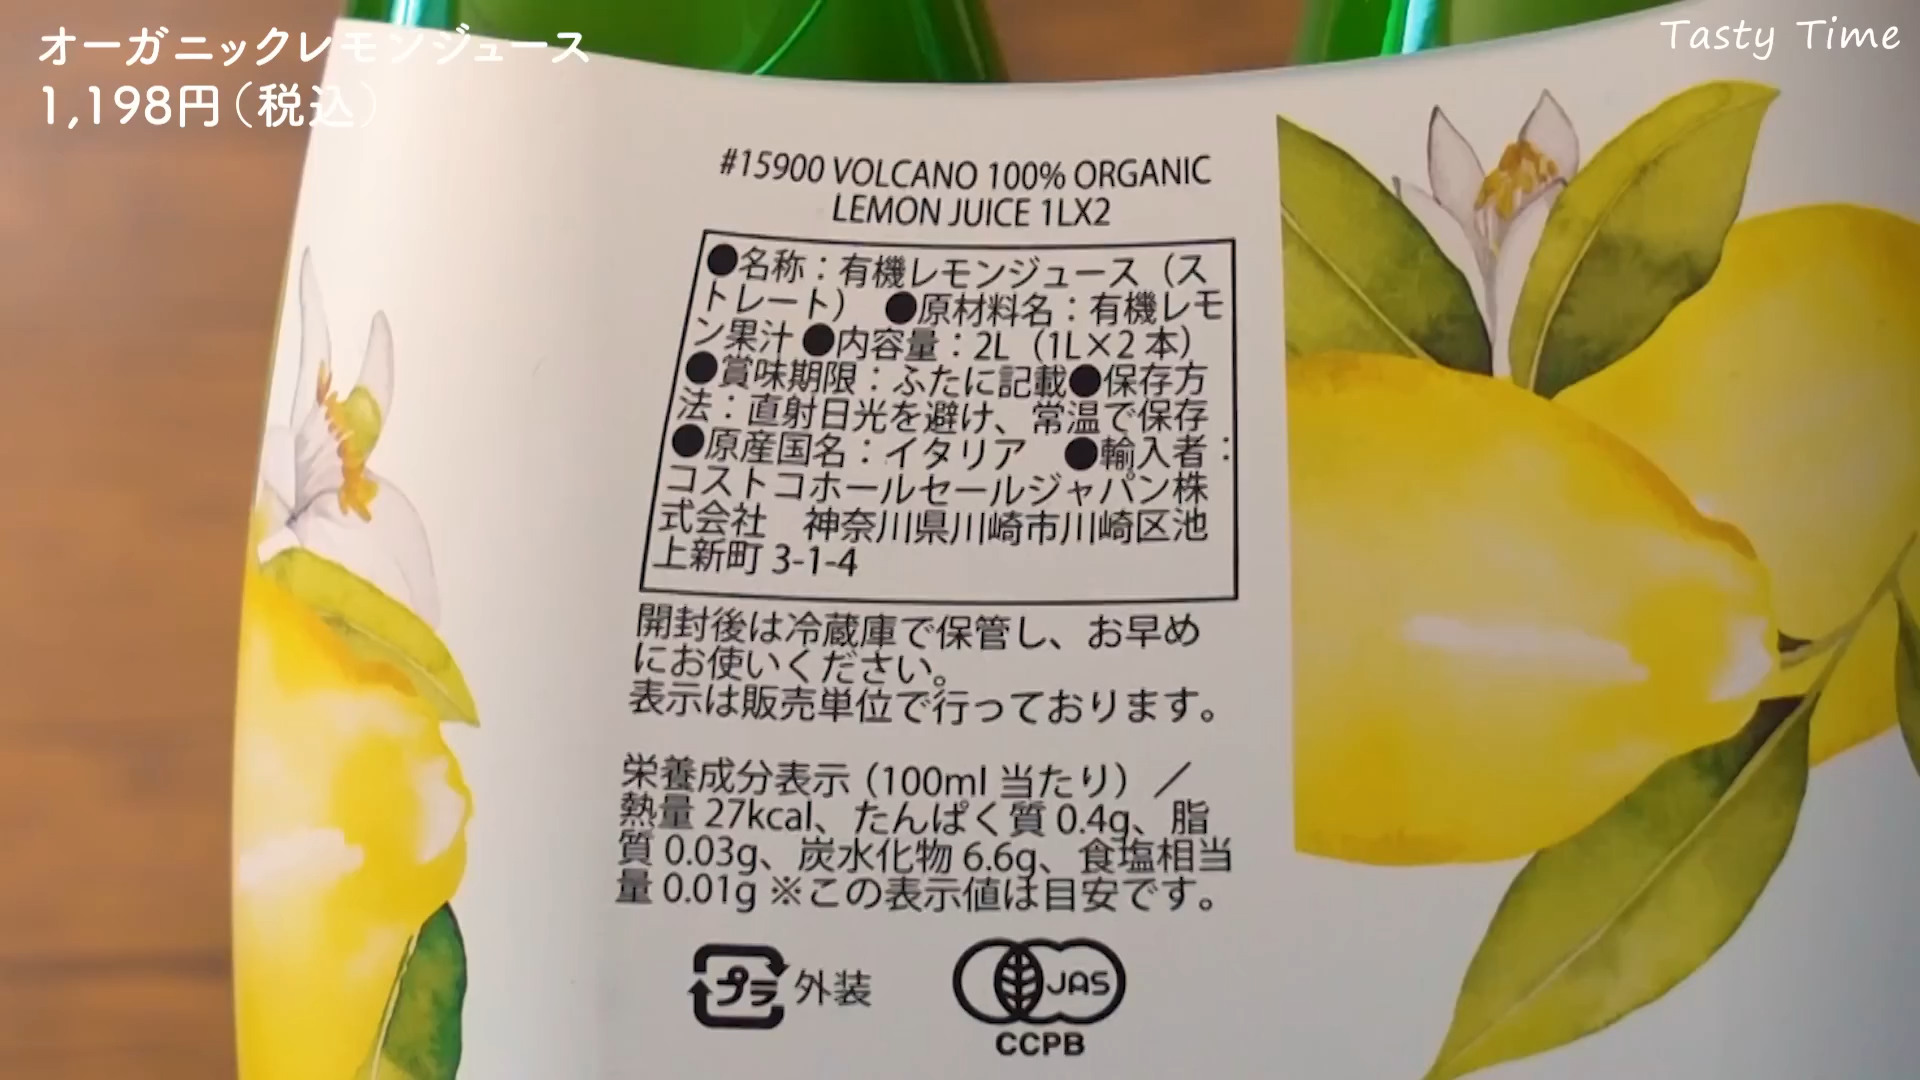 オーガニックレモンジュース
1,198円(税込)
Tasty Time
#15900 VOLCANO 100% ORGANIC
LEMON JUICE 1LX2
●名称：有機レモンジュース（ス
トレート） ●原材料名：有機レモ
ン果汁 ●内容量：2L（1L×2 本）
●賞味期限：ふたに記載●保存方
法：直射日光を避け、常温で保存
●原産国名：イタリア ●輸入者：
コストコホールセールジャパン株
式会社 神奈川県川崎市川崎区池
上新町 3-1-4
開封後は冷蔵庫で保管し、お早め
にお使いください。
表示は販売単位で行っております。
栄養成分表示 (100ml 当たり）／
熱量 27kcal、たんぱく質 0.4g、脂
質 0.03g、炭水化物 6.6g、食塩相当
量 0.01g ※この表示値は目安です。
プラ 外装
JAS
CCPB